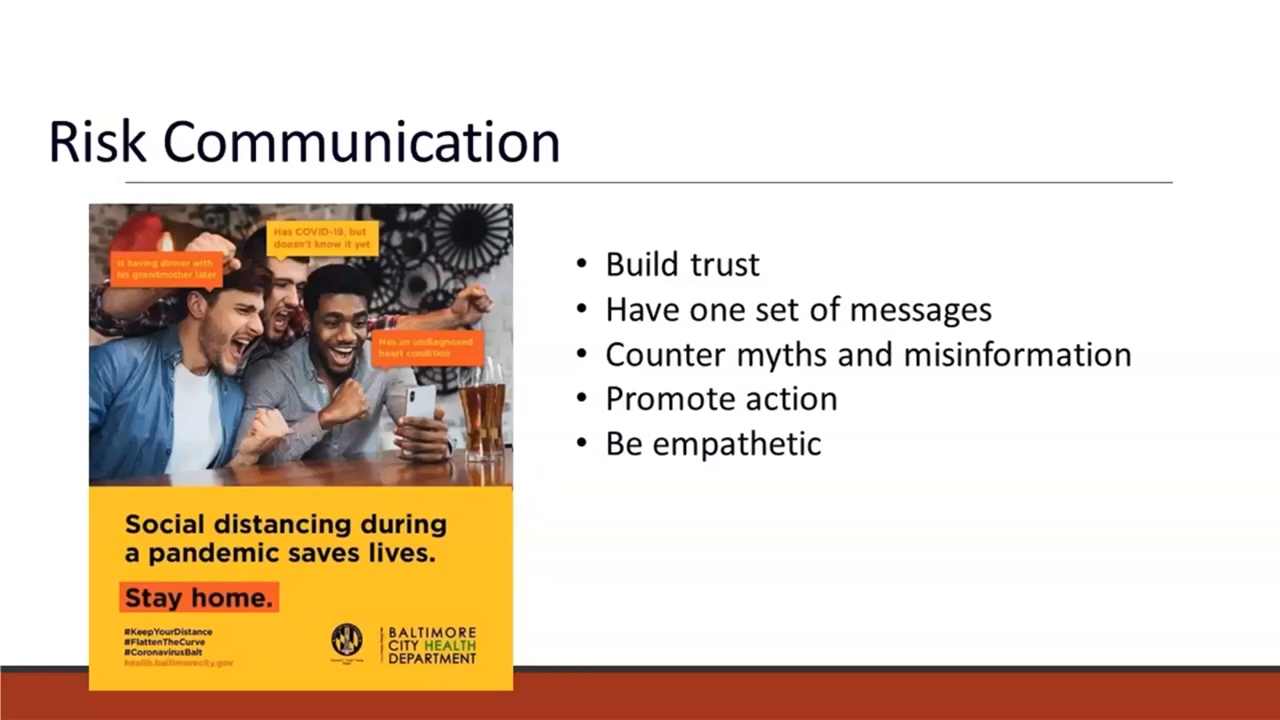 Risk Communication
Has COVID-19, but
doesn't know it yet
Is having dinner with
his grandmother later
Has an undiagnosed
heart condition
Social distancing during
a pandemic saves lives.
Stay home.
#KeepYourDistance
#FlattenTheCurve
#CoronavirusBalt
health.baltimorecity.gov
BALTIMORE
CITY HEALTH
DEPARTMENT
• Build trust
• Have one set of messages
• Counter myths and misinformation
• Promote action
• Be empathetic